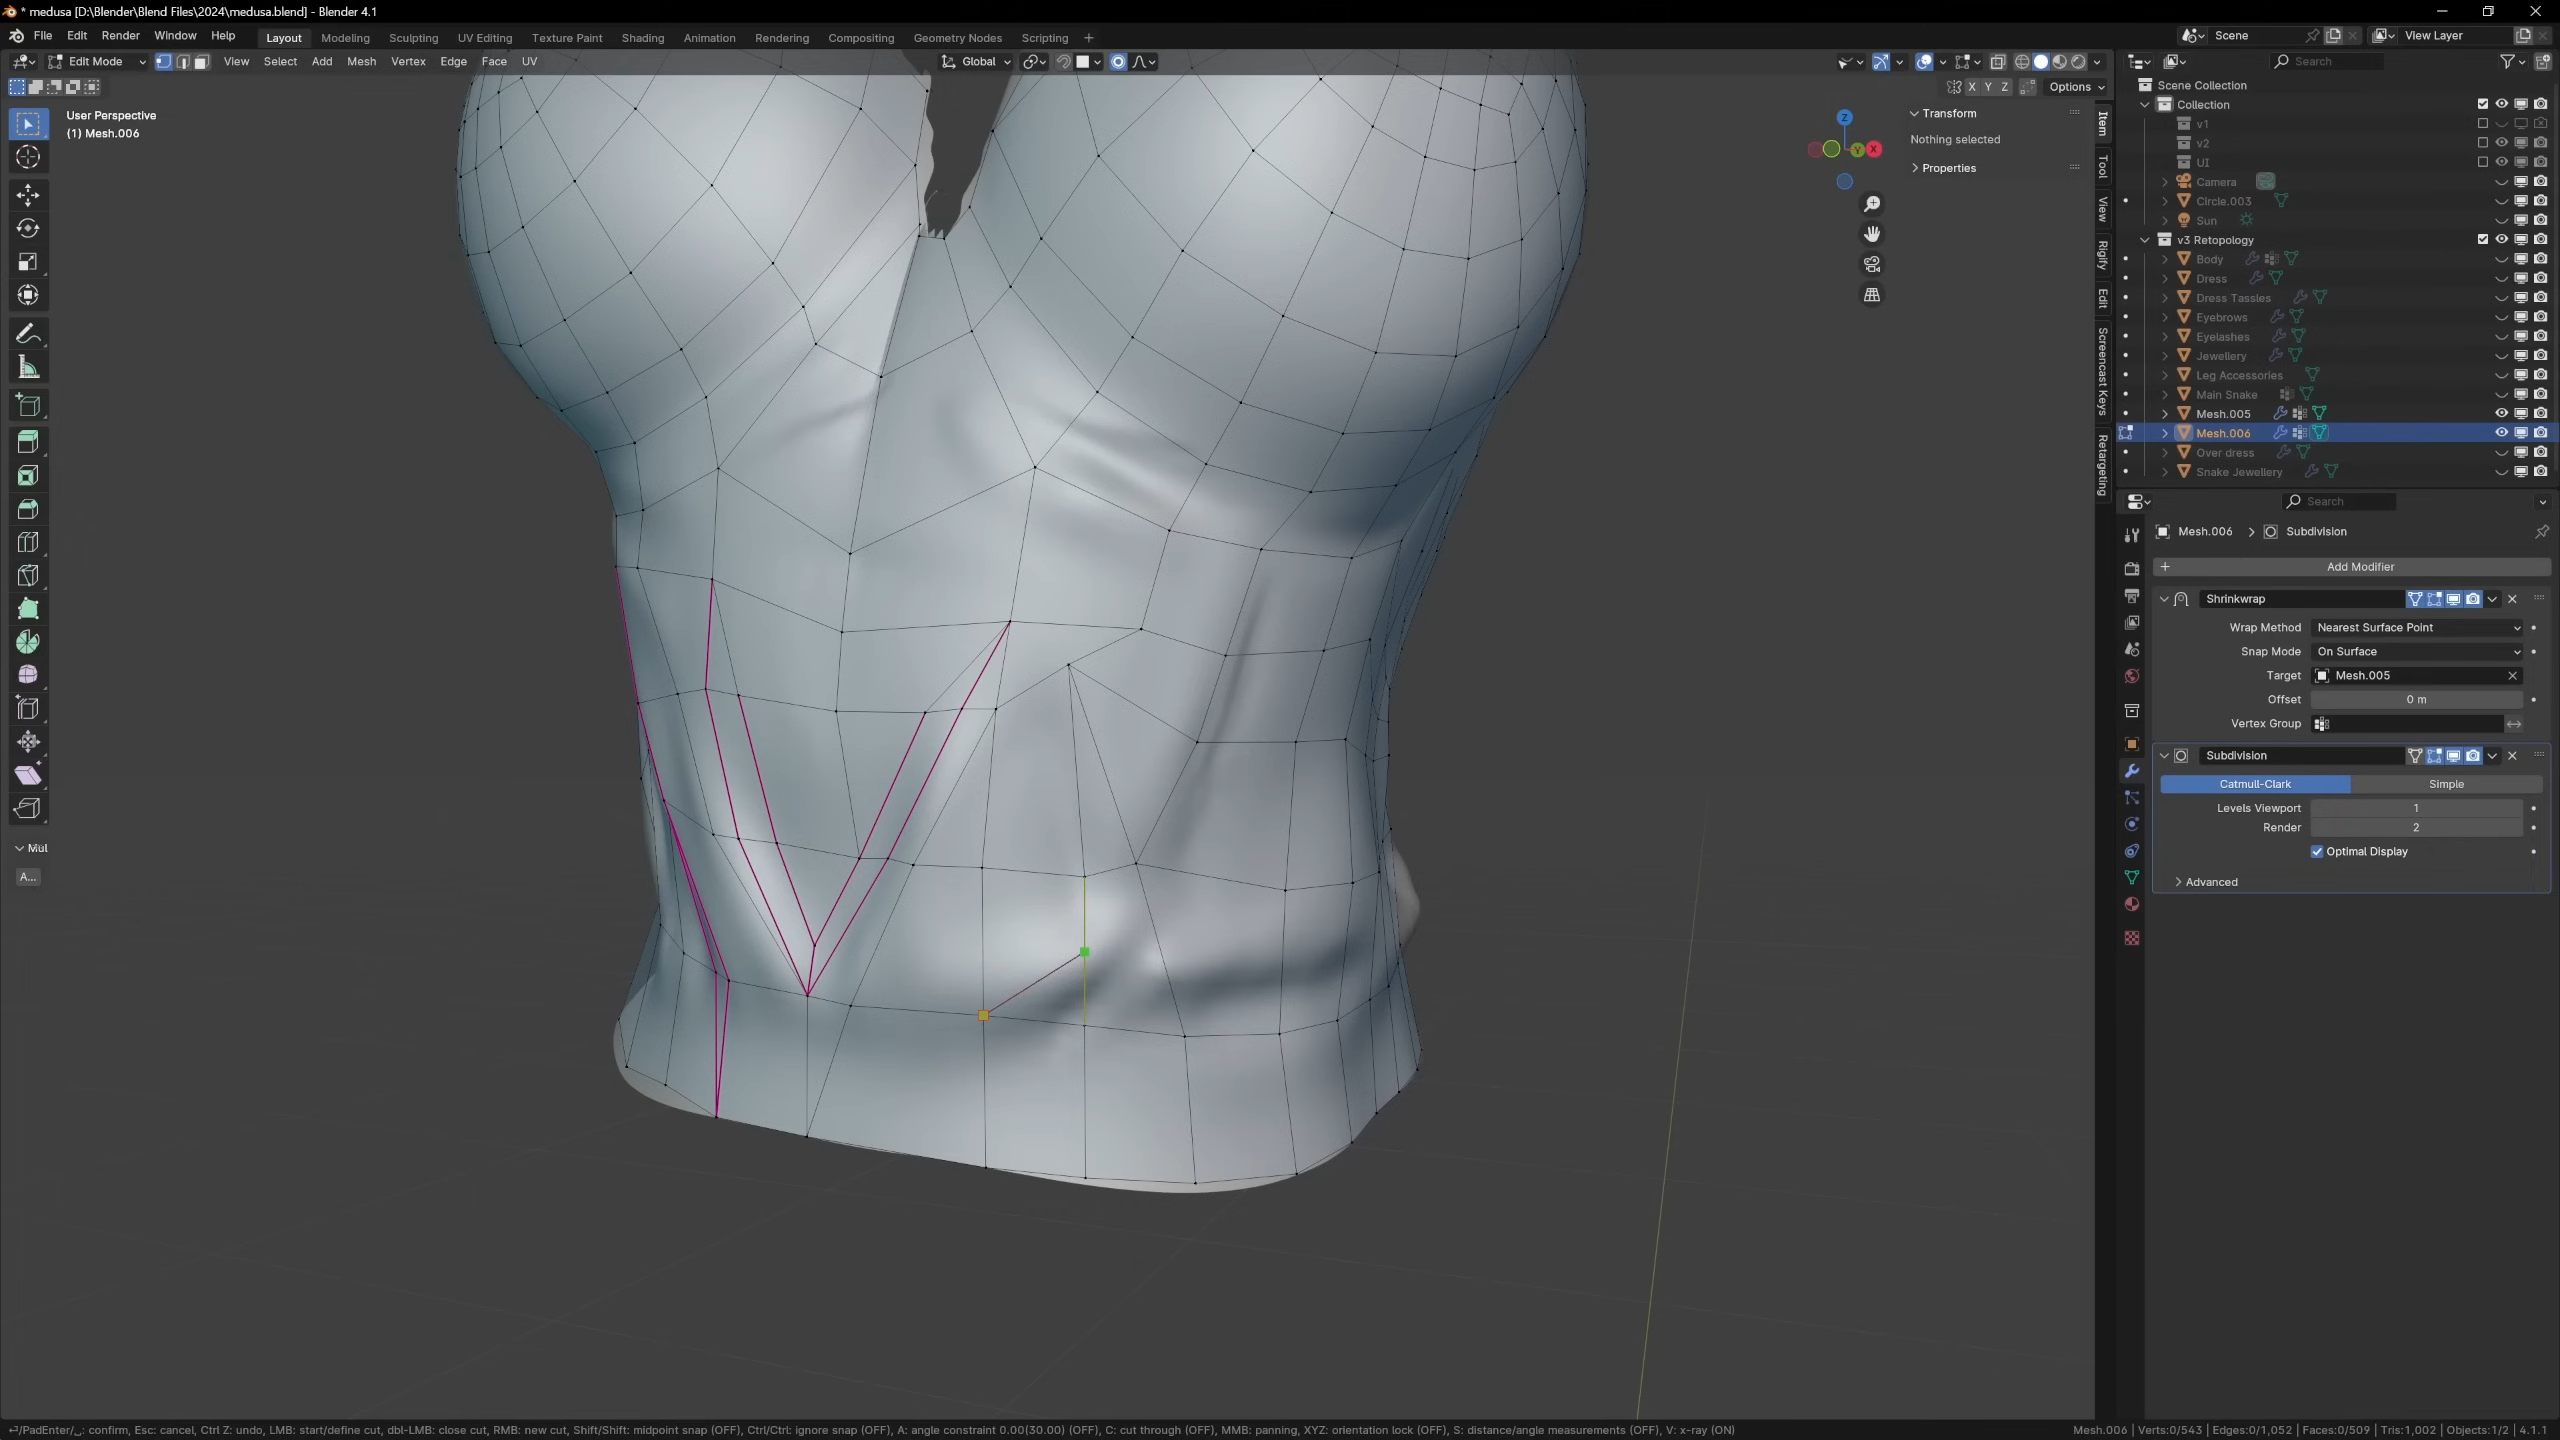 * medusa [D:\Blender\Blend Files\2024\medusa.blend] - Blender 4.1
File Edit Render Window Help Layout Modeling Sculpting UV Editing Texture Paint Shading Animation Rendering Compositing Geometry Nodes Scripting +
Scene View Layer
Edit Mode View Select Add Mesh Vertex Edge Face UV Global
Search
X Y Z Options
User Perspective
(1) Mesh.006
Z
Y
X
Transform
Nothing selected
Properties
Item
Tool
View
Rigify
Edit
Screencast Keys
Retargeting
Mul
A...
Scene Collection
Collection
v1
v2
UI
Camera
Circle.003
Sun
v3 Retopology
Body
Dress
Dress Tassles
Eyebrows
Eyelashes
Jewellery
Leg Accessories
Main Snake
Mesh.005
Mesh.006
Over dress
Snake Jewellery
Search
Mesh.006 > Subdivision
+ Add Modifier
Shrinkwrap
Wrap Method Nearest Surface Point
Snap Mode On Surface
Target Mesh.005
Offset 0 m
Vertex Group
Subdivision
Catmull-Clark Simple
Levels Viewport 1
Render 2
Optimal Display
Advanced
⏎/PadEnter/⎵: confirm, Esc: cancel, Ctrl Z: undo, LMB: start/define cut, dbl-LMB: close cut, RMB: new cut, Shift/Shift: midpoint snap (OFF), Ctrl/Ctrl: ignore snap (OFF), A: angle constraint 0.00(30.00) (OFF), C: cut through (OFF), MMB: panning, XYZ: orientation lock (OFF), S: distance/angle measurements (OFF), V: x-ray (ON)
Mesh.006 | Verts:0/543 | Edges:0/1,052 | Faces:0/509 | Tris:1,002 | Objects:1/2 | 4.1.1